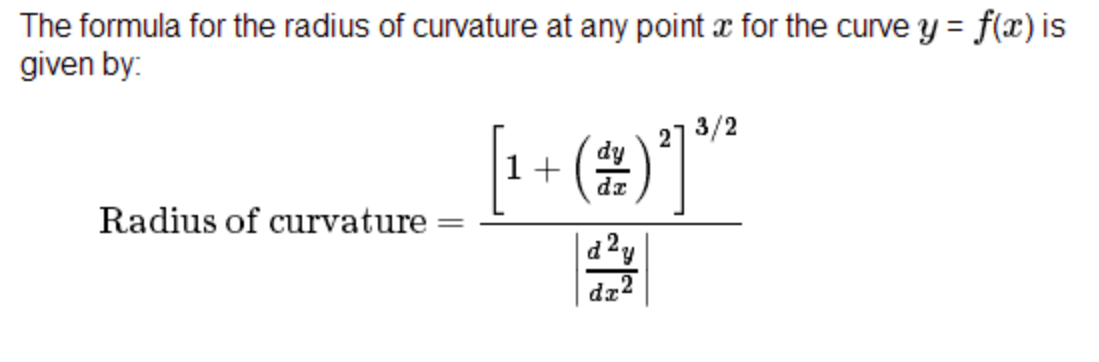 The formula for the radius of curvature at any point x for the curve y = f(x) is
given by:
Radius of curvature = \frac{\left[1 + \left(\frac{dy}{dx}\right)^2\right]^{3/2}}{\left|\frac{d^2y}{dx^2}\right|}